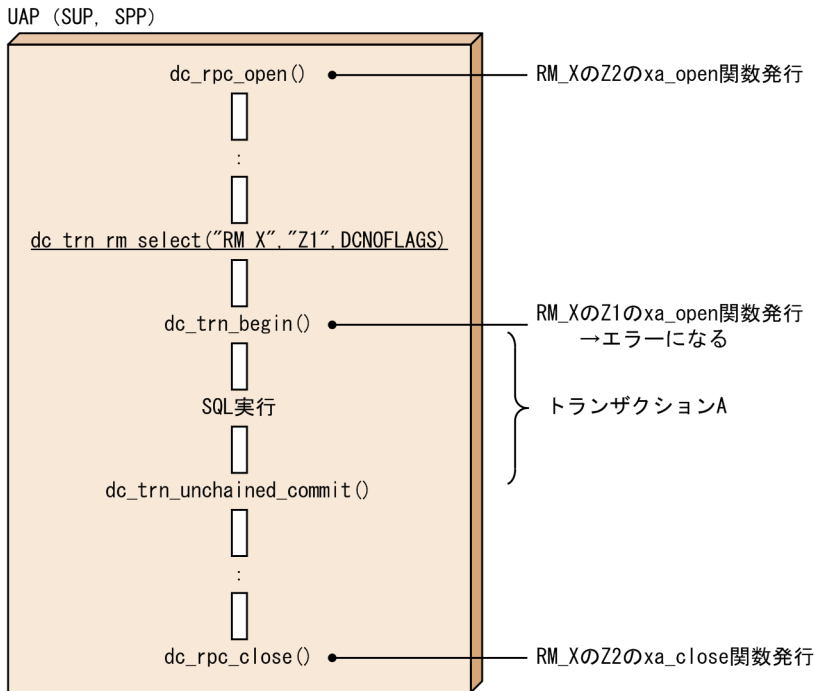 UAP (SUP, SPP)
dc_rpc_open()
RM_XのZ2のxa_open関数発行
:
dc_trn_rm_select("RM_X","Z1",DCNOFLAGS)
dc_trn_begin()
RM_XのZ1のxa_open関数発行
→エラーになる
SQL実行
トランザクションA
dc_trn_unchained_commit()
:
dc_rpc_close()
RM_XのZ2のxa_close関数発行